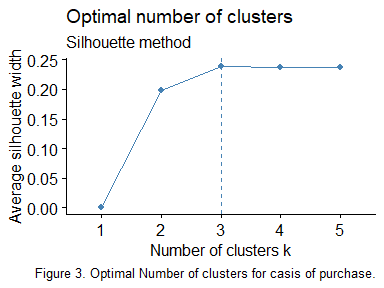 Optimal number of clusters
Silhouette method
Average silhouette width
0.25
0.20
0.15
0.10
0.05
0.00
1 2 3 4 5
Number of clusters k
Figure 3. Optimal Number of clusters for casis of purchase.